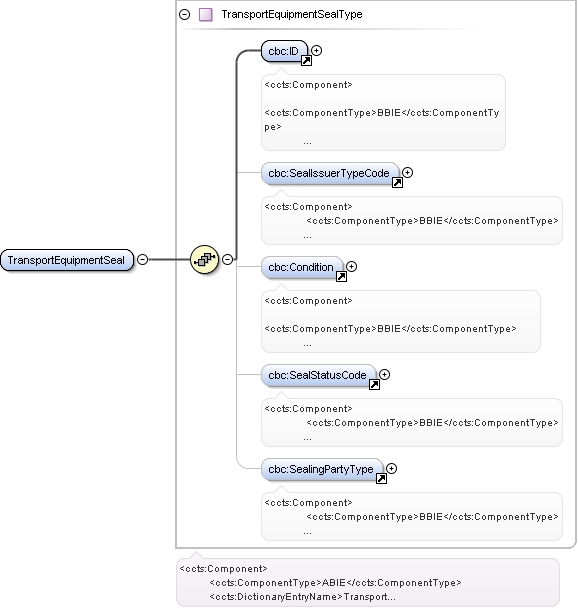 TransportEquipmentSealType
cbc:ID
<ccts:Component>
<ccts:ComponentType>BBIE</ccts:ComponentTy
pe>
...
cbc:SealIssuerTypeCode
<ccts:Component>
<ccts:ComponentType>BBIE</ccts:ComponentType>
...
TransportEquipmentSeal
cbc:Condition
<ccts:Component>
<ccts:ComponentType>BBIE</ccts:ComponentType>
...
cbc:SealStatusCode
<ccts:Component>
<ccts:ComponentType>BBIE</ccts:ComponentType>
...
cbc:SealingPartyType
<ccts:Component>
<ccts:ComponentType>BBIE</ccts:ComponentType>
...
<ccts:Component>
<ccts:ComponentType>ABIE</ccts:ComponentType>
<ccts:DictionaryEntryName>Transport...